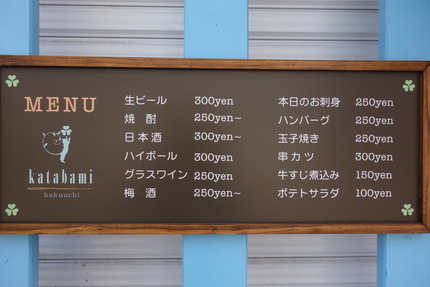 MENU
katabami
kakuuchi
生ビール 300yen
焼 酎 250yen~
日本酒 300yen~
ハイボール 300yen
グラスワイン 250yen
梅 酒 250yen~
本日のお刺身 250yen
ハンバーグ 250yen
玉子焼き 250yen
串カツ 300yen
牛すじ煮込み 150yen
ポテトサラダ 100yen